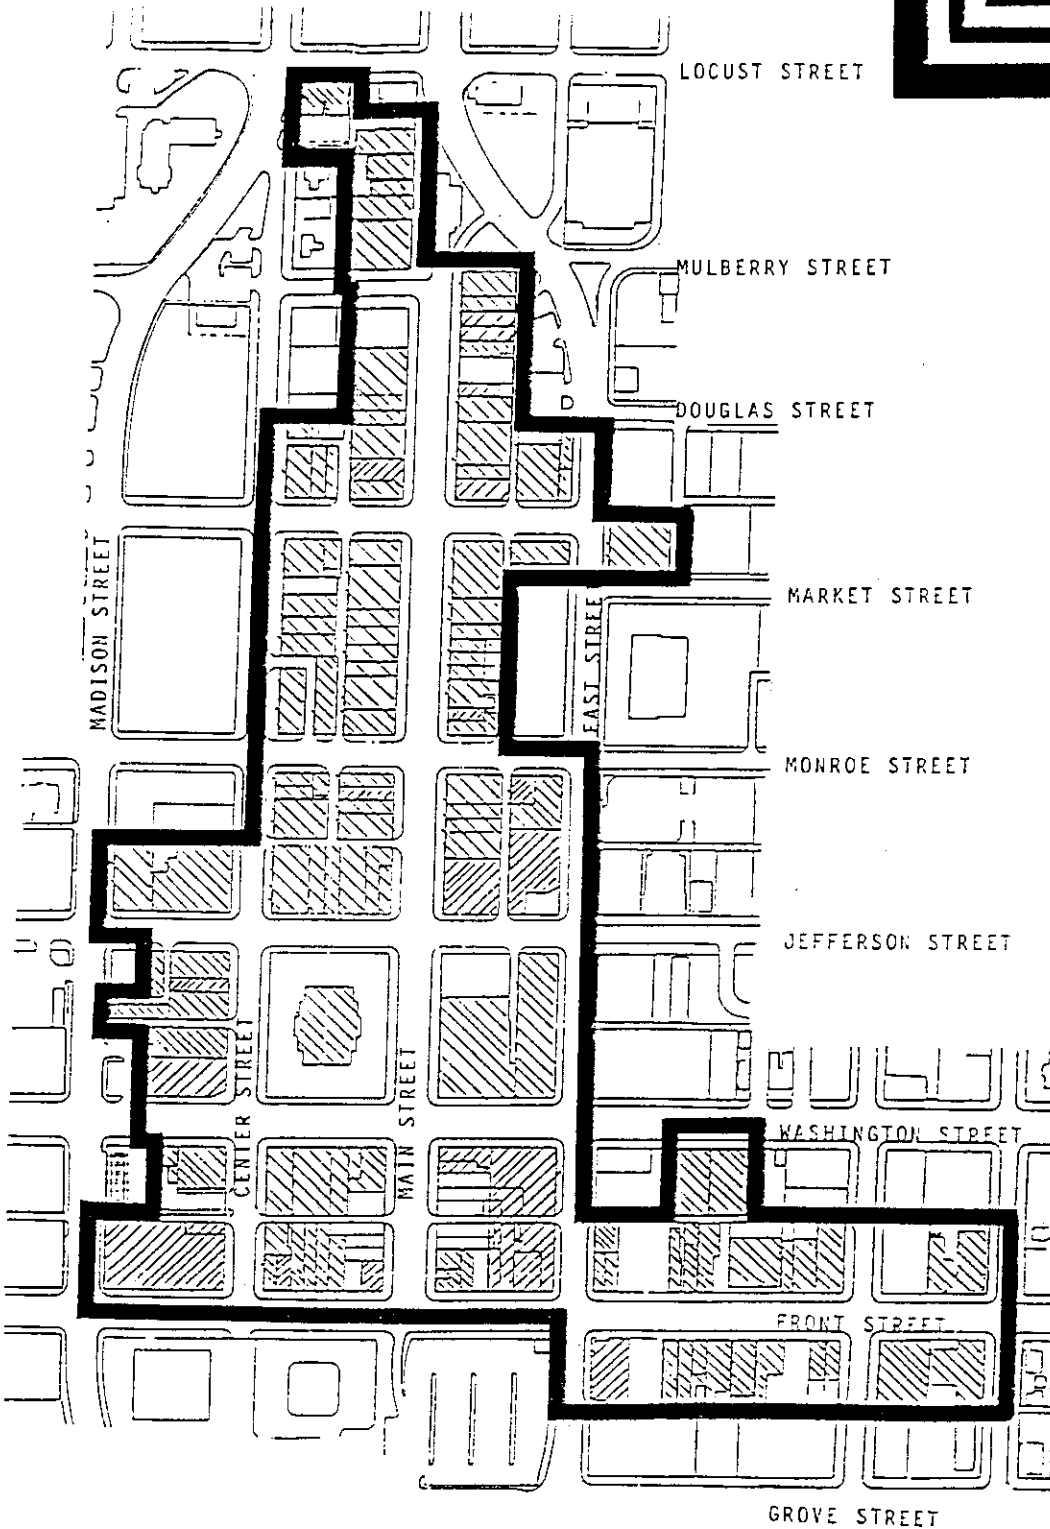 LOCUST STREET
MULBERRY STREET
DOUGLAS STREET
MADISON STREET
MARKET STREET
EAST STREET
MONROE STREET
JEFFERSON STREET
CENTER STREET
MAIN STREET
WASHINGTON STREET
FRONT STREET
GROVE STREET